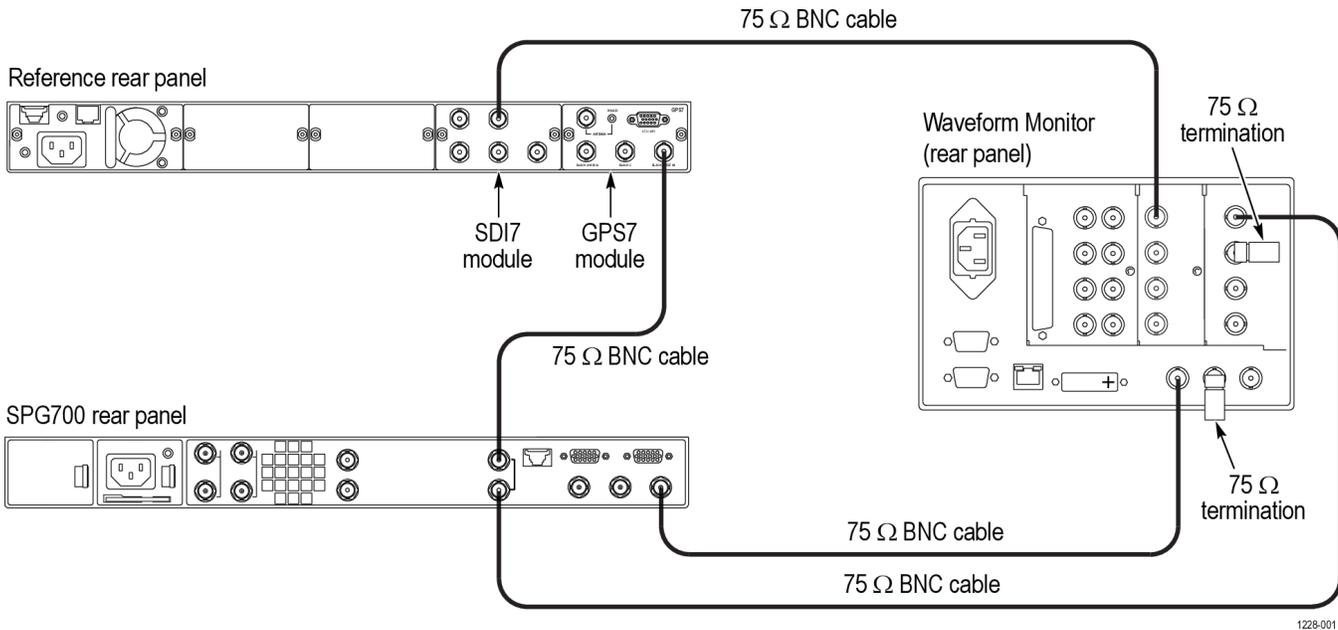 75 Ω BNC cable
Reference rear panel
GPS7
75 Ω
termination
Waveform Monitor
(rear panel)
SDI7
module
GPS7
module
75 Ω BNC cable
SPG700 rear panel
75 Ω
termination
75 Ω BNC cable
75 Ω BNC cable
1228-001